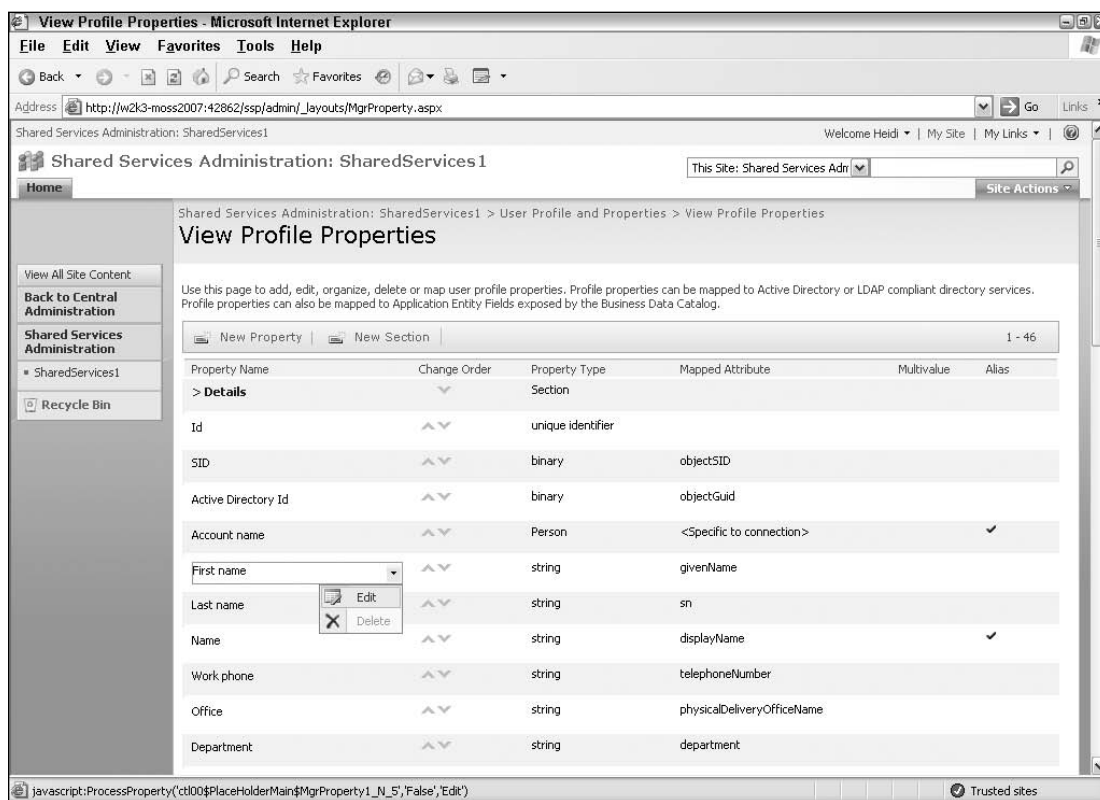 View Profile Properties - Microsoft Internet Explorer
File Edit View Favorites Tools Help
Back Search Favorites
Address http://w2k3-moss2007:42862/ssp/admin/_layouts/MgrProperty.aspx Go Links
Shared Services Administration: SharedServices1 Welcome Heidi | My Site | My Links |
Shared Services Administration: SharedServices1 This Site: Shared Services Adm
Home Site Actions
Shared Services Administration: SharedServices1 > User Profile and Properties > View Profile Properties
View Profile Properties
View All Site Content
Back to Central
Administration
Shared Services
Administration
SharedServices1
Recycle Bin
Use this page to add, edit, organize, delete or map user profile properties. Profile properties can be mapped to Active Directory or LDAP compliant directory services.
Profile properties can also be mapped to Application Entity Fields exposed by the Business Data Catalog.
New Property | New Section 1 - 46
Property Name Change Order Property Type Mapped Attribute Multivalue Alias
> Details Section
Id unique identifier
SID binary objectSID
Active Directory Id binary objectGuid
Account name Person <Specific to connection>
First name string givenName
Edit
Last name string sn
Delete
Name string displayName
Work phone string telephoneNumber
Office string physicalDeliveryOfficeName
Department string department
javascript:ProcessProperty('ctl00$PlaceHolderMain$MgrProperty1_N_5','False','Edit') Trusted sites